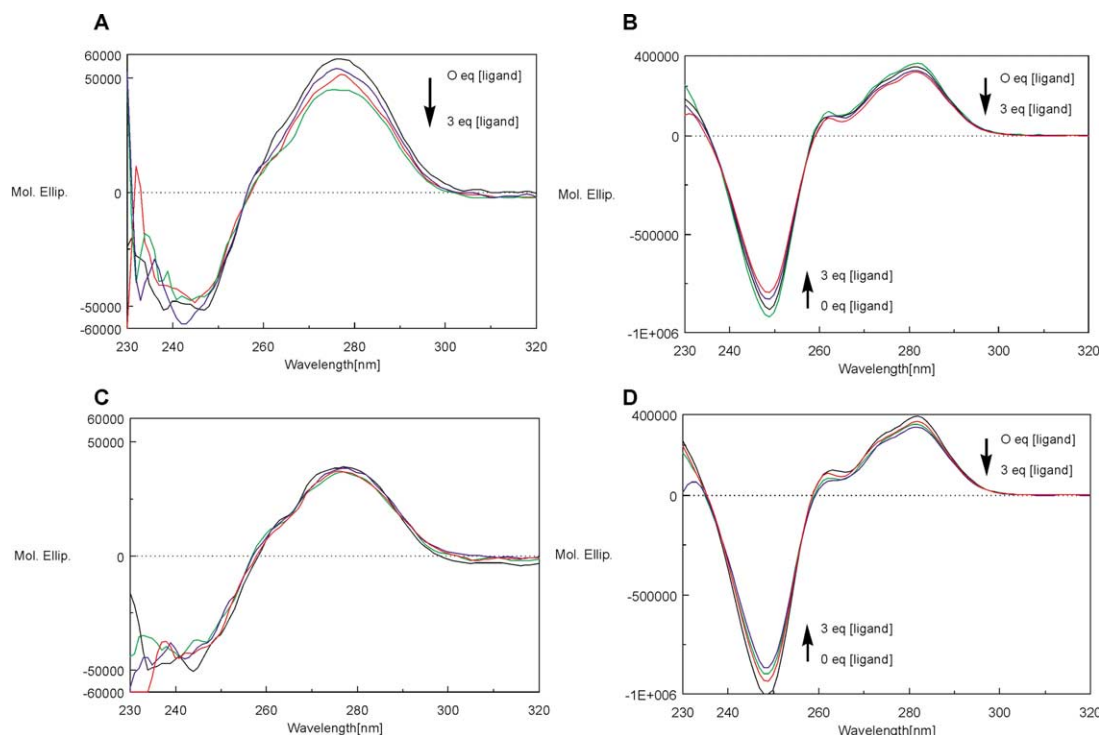 A
60000
50000
0
-50000
-60000
Mol. Ellip.
O eq [ligand]
3 eq [ligand]
230 240 260 280 300 320
Wavelength[nm]
B
400000
0
-500000
-1E+006
Mol. Ellip.
O eq [ligand]
3 eq [ligand]
3 eq [ligand]
0 eq [ligand]
230 240 260 280 300 320
Wavelength[nm]
C
60000
50000
0
-50000
-60000
Mol. Ellip.
230 240 260 280 300 320
Wavelength[nm]
D
400000
0
-500000
-1E+006
Mol. Ellip.
O eq [ligand]
3 eq [ligand]
3 eq [ligand]
0 eq [ligand]
230 240 260 280 300 320
Wavelength[nm]